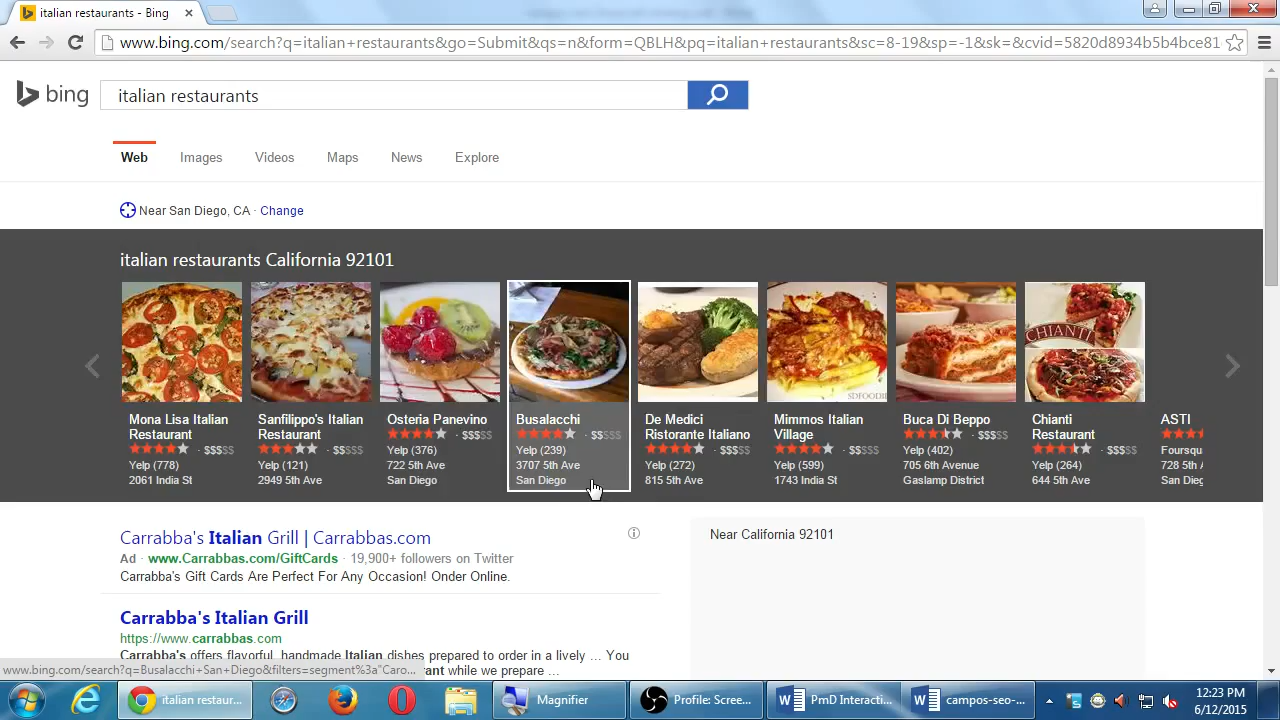 italian restaurants - Bing
www.bing.com/search?q=italian+restaurants&go=Submit&qs=n&form=QBLH&pq=italian+restaurants&sc=8-19&sp=-1&sk=&cvid=5820d8934b5b4bce81
bing
italian restaurants
Web Images Videos Maps News Explore
Near San Diego, CA · Change
italian restaurants California 92101
CHIANTI
SDFOODIE
Mona Lisa Italian
Restaurant
· $$$$$
Yelp (778)
2061 India St
Sanfilippo's Italian
Restaurant
· $$$$$
Yelp (121)
2949 5th Ave
Osteria Panevino
· $$$$$
Yelp (376)
722 5th Ave
San Diego
Busalacchi
· $$$$$
Yelp (239)
3707 5th Ave
San Diego
De Medici
Ristorante Italiano
· $$$$$
Yelp (272)
815 5th Ave
Mimmos Italian
Village
· $$$$$
Yelp (599)
1743 India St
Buca Di Beppo
· $$$$$
Yelp (402)
705 6th Avenue
Gaslamp District
Chianti
Restaurant
· $$$$$
Yelp (264)
644 5th Ave
ASTI
Foursqu
728 5th A
San Dieg
Carrabba's Italian Grill | Carrabbas.com
Ad · www.Carrabbas.com/GiftCards · 19,900+ followers on Twitter
Carrabba's Gift Cards Are Perfect For Any Occasion! Order Online.
Carrabba's Italian Grill
https://www.carrabbas.com
Carrabba's offers flavorful, handmade Italian dishes prepared to order in a lively ... You
rant while we prepare ...
Near California 92101
www.bing.com/search?q=Busalacchi+San+Diego&filters=segment%3a"Caro...
italian restaur...
Magnifier
Profile: Scree...
PmD Interacti...
campos-seo-...
12:23 PM
6/12/2015